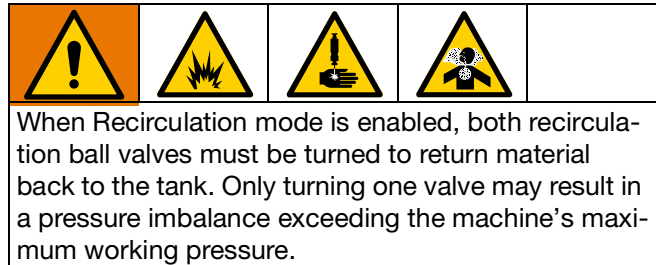 When Recirculation mode is enabled, both recircula-
tion ball valves must be turned to return material
back to the tank. Only turning one valve may result in
a pressure imbalance exceeding the machine’s maxi-
mum working pressure.